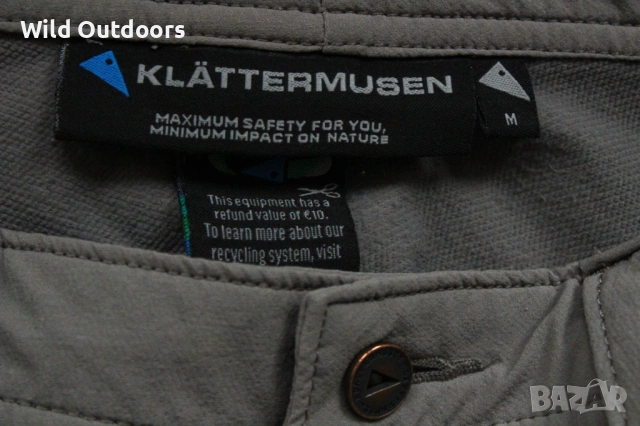 Wild Outdoors
KLÄTTERMUSEN
MAXIMUM SAFETY FOR YOU,
MINIMUM IMPACT ON NATURE
M
This equipment has a
refund value of €10.
To learn more about our
recycling system, visit
BAZAR